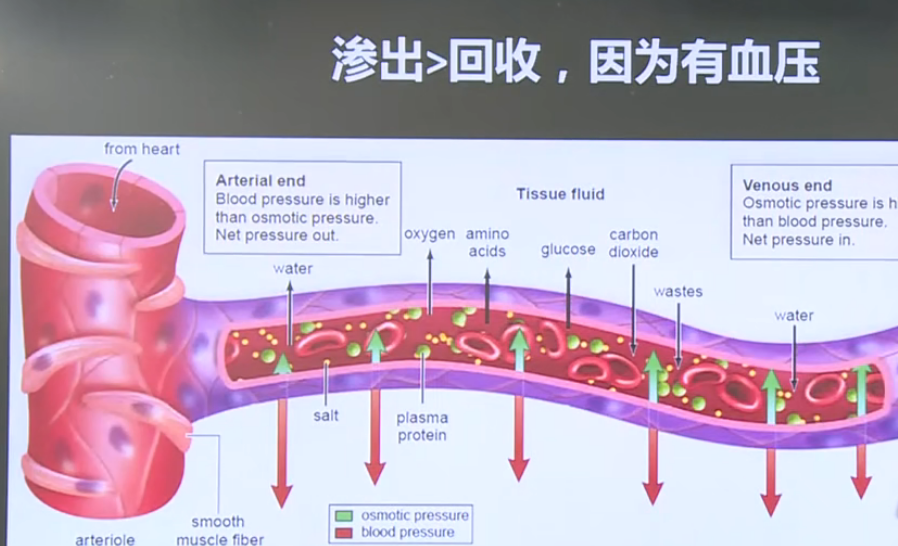 渗出>回收，因为有血压
from heart
Arterial end
Blood pressure is higher
than osmotic pressure.
Net pressure out.
Tissue fluid
Venous end
Osmotic pressure is h
than blood pressure.
Net pressure in.
oxygen
amino
acids
glucose
carbon
dioxide
water
wastes
water
salt
plasma
protein
osmotic pressure
blood pressure
smooth
muscle fiber
arteriole